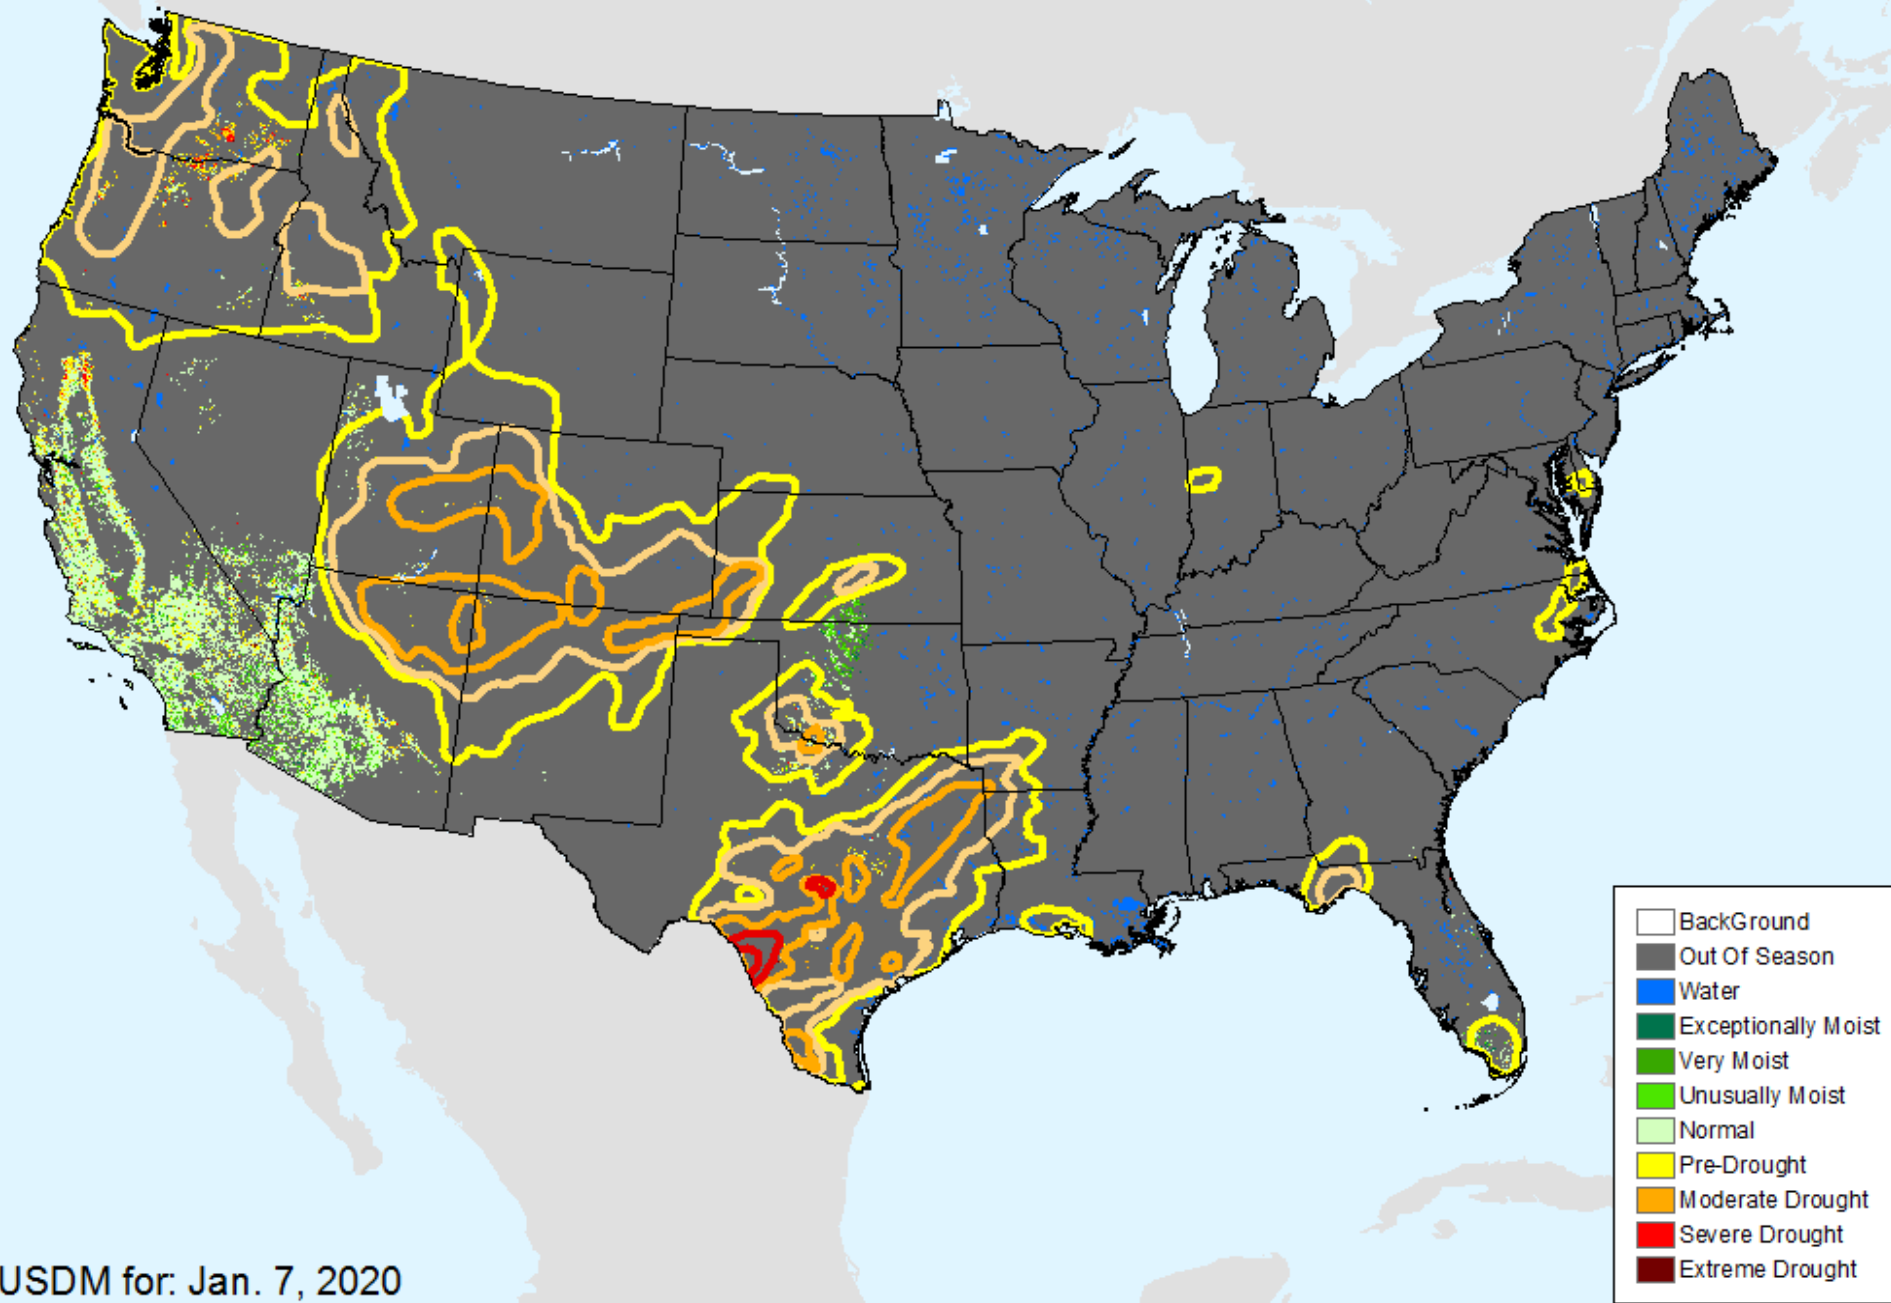 BackGround
Out Of Season
Water
Exceptionally Moist
Very Moist
Unusually Moist
Normal
Pre-Drought
Moderate Drought
Severe Drought
Extreme Drought
USDM for: Jan. 7, 2020